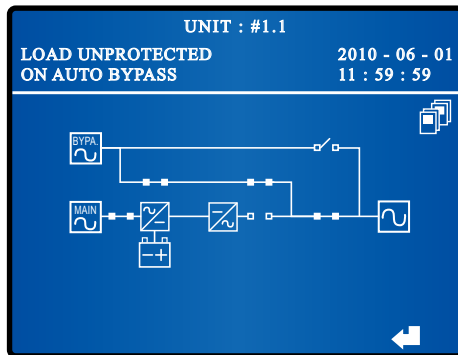 UNIT : #1.1
LOAD UNPROTECTED 2010 - 06 - 01
ON AUTO BYPASS 11 : 59 : 59
BYPA.
MAIN